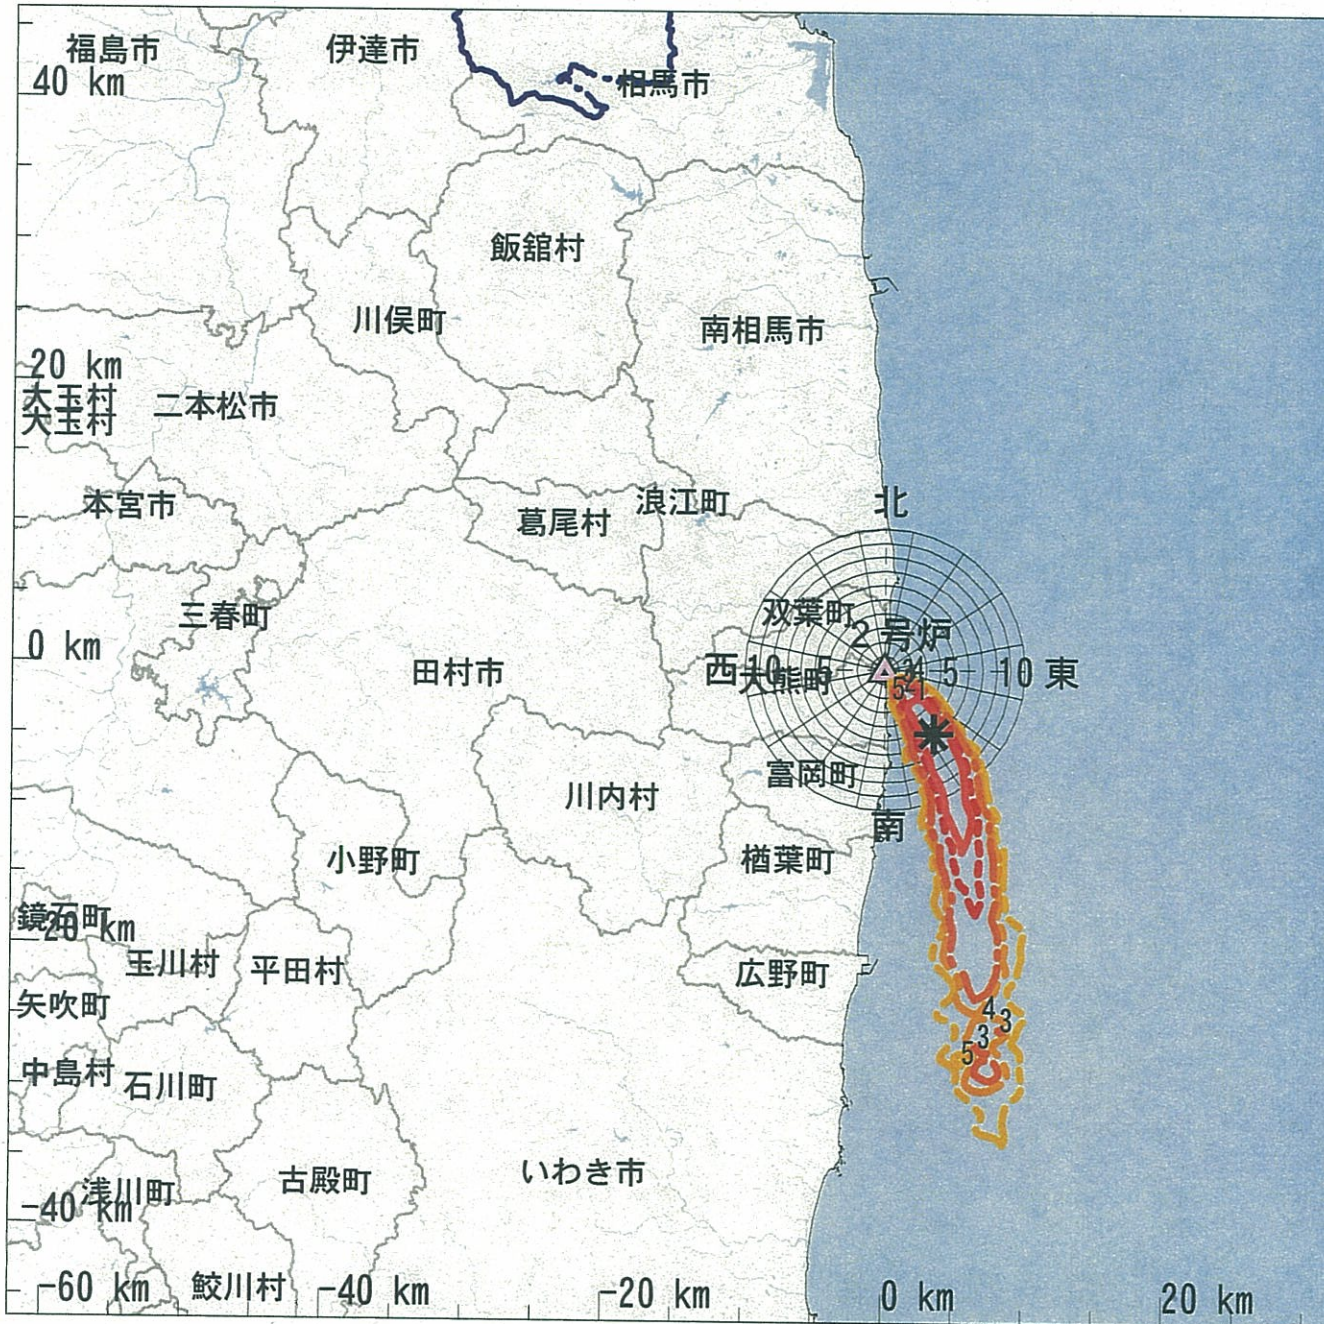 福島市
伊達市
40 km
相馬市
飯舘村
川俣町
南相馬市
20 km
大玉村
大玉村
二本松市
本宮市
葛尾村
浪江町
北
三春町
双葉町
2号炉
0 km
田村市
西
10
5
大熊町
5
10
東
富岡町
川内村
南
小野町
楢葉町
鏡石町
-20 km
玉川村
平田村
広野町
矢吹町
4
3
3
5
中島村
石川町
いわき市
浅川町
古殿町
-40 km
-60 km
鮫川村
-40 km
-20 km
0 km
20 km